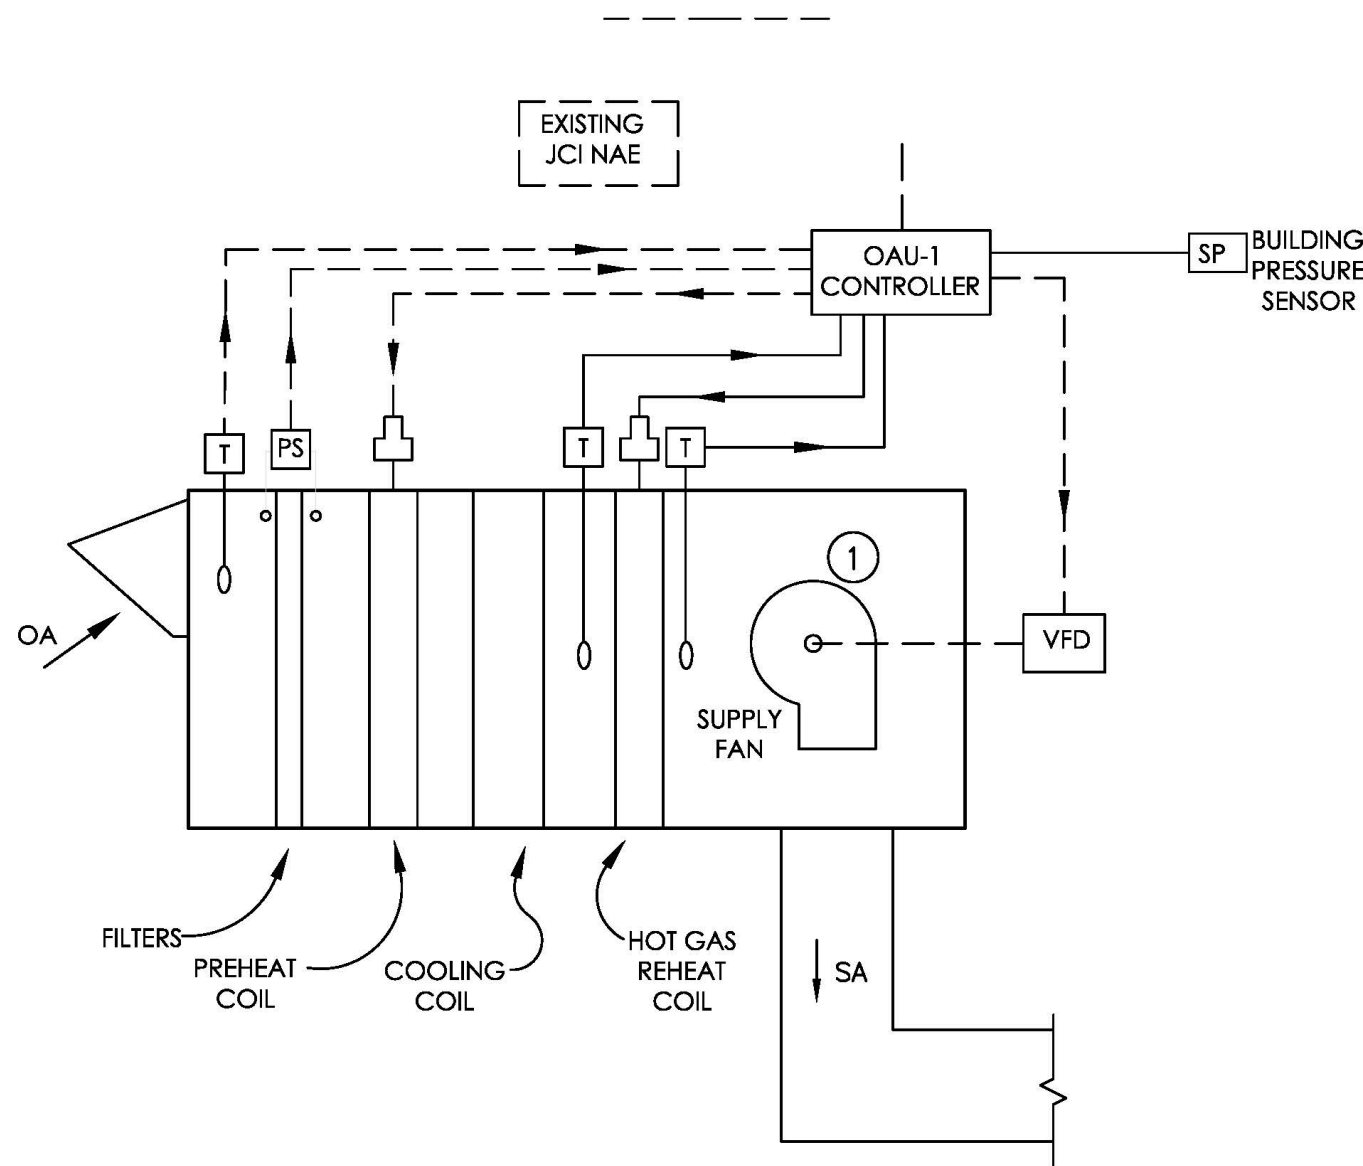 EXISTING
JCI NAE
OAU-1
CONTROLLER
SP
BUILDING
PRESSURE
SENSOR
T
PS
T
T
1
OA
VFD
SUPPLY
FAN
FILTERS
PREHEAT
COIL
COOLING
COIL
HOT GAS
REHEAT
COIL
SA